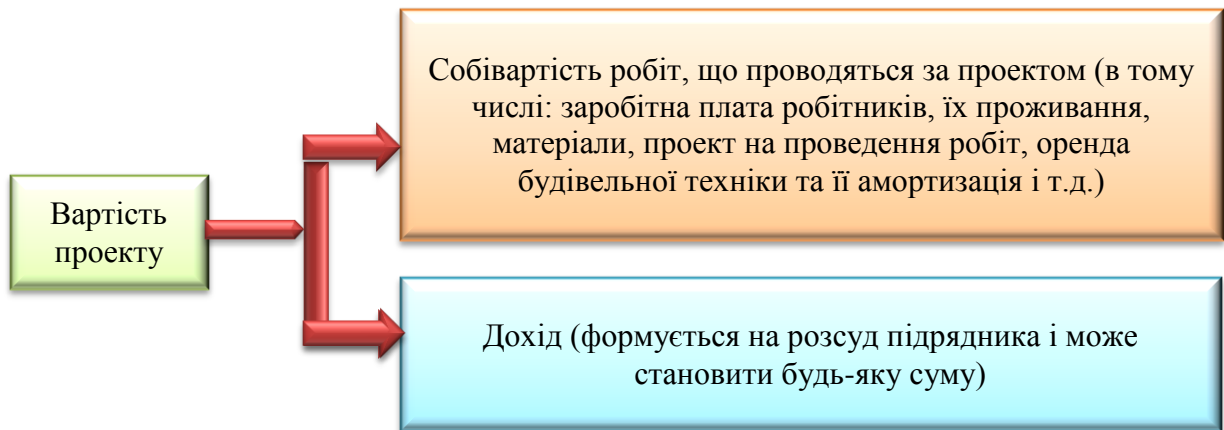 Собівартість робіт, що проводяться за проектом (в тому
числі: заробітна плата робітників, їх проживання,
матеріали, проект на проведення робіт, оренда
будівельної техніки та її амортизація і т.д.)
Вартість
проекту
Дохід (формується на розсуд підрядника і може
становити будь-яку суму)